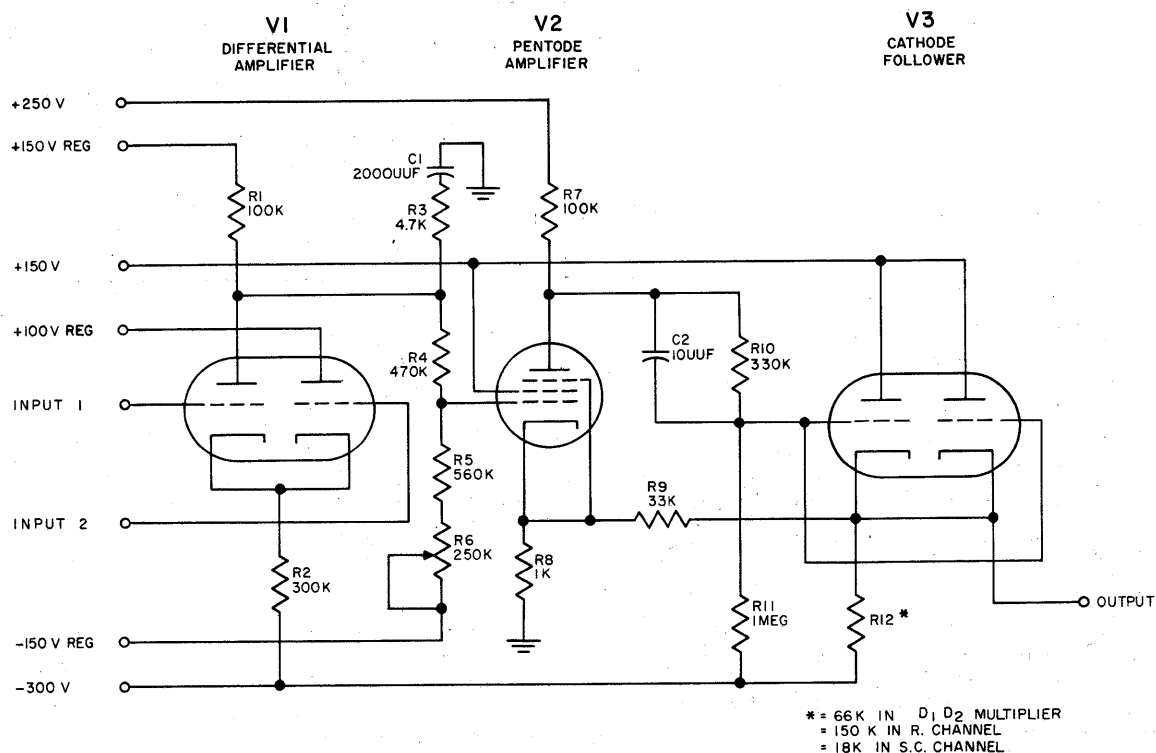 V1
DIFFERENTIAL
AMPLIFIER
V2
PENTODE
AMPLIFIER
V3
CATHODE
FOLLOWER
+250 V
+150 V REG
C1
2000UUF
R1
100K
R3
4.7K
R7
100K
+150 V
+100V REG
R4
470K
C2
10UUF
R10
330K
INPUT 1
R5
560K
R9
33K
INPUT 2
R6
250K
R8
1K
R2
300K
R11
1MEG
R12 *
OUTPUT
-150 V REG
-300 V
* = 66K IN D1 D2 MULTIPLIER
= 150 K IN R. CHANNEL
= 18K IN S.C. CHANNEL